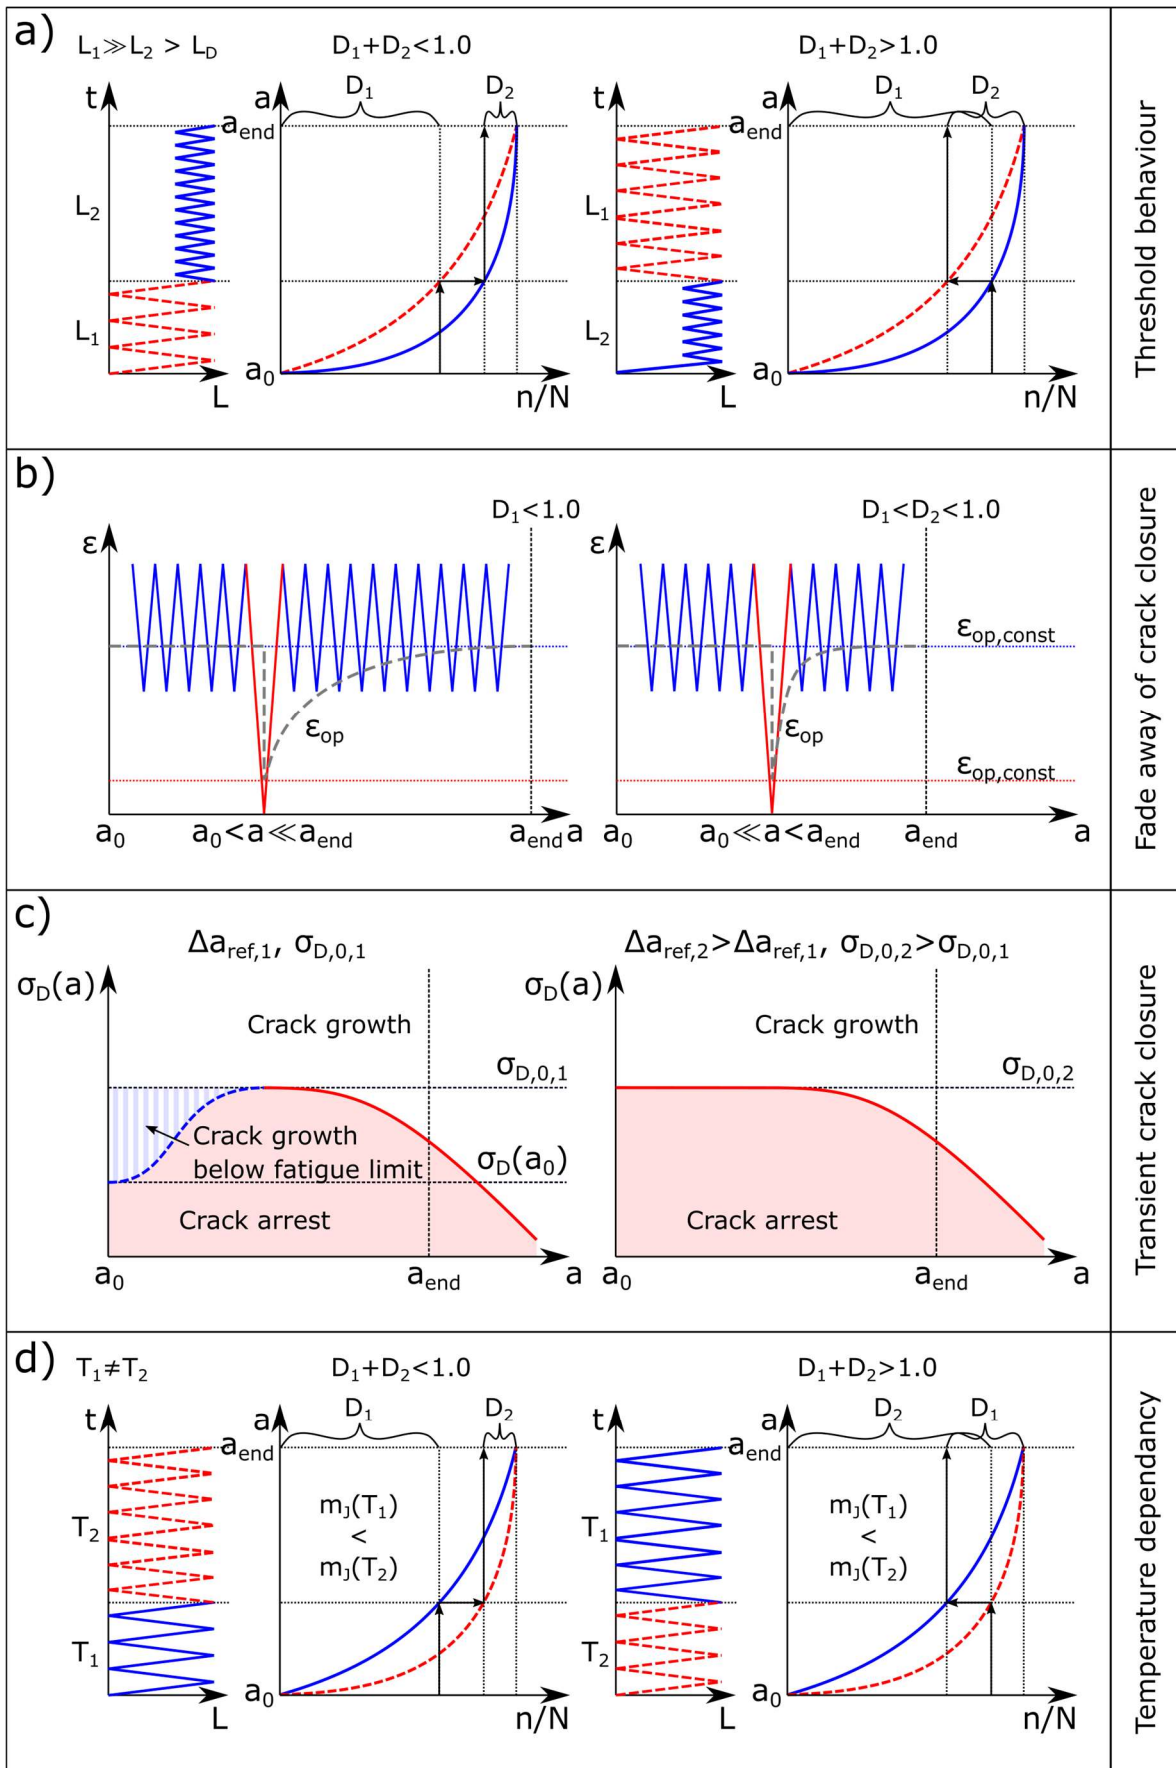 a)
L₁≫L₂ > L_D
D₁+D₂<1.0
D₁+D₂>1.0
t
a
D₁
D₂
a_end
L₂
L₁
a₀
L
n/N
t
a
D₁
D₂
a_end
L₁
L₂
a₀
L
n/N
Threshold behaviour
b)
D₁<1.0
D₁<D₂<1.0
ε
ε_op
a₀
a₀<a≪a_end
a_end
a
ε
ε_op,const
ε_op
ε_op,const
a₀
a₀≪a<a_end
a_end
a
Fade away of crack closure
c)
Δa_ref,1, σ_D,0,1
Δa_ref,2>Δa_ref,1, σ_D,0,2>σ_D,0,1
σ_D(a)
Crack growth
σ_D,0,1
Crack growth
below fatigue limit
σ_D(a₀)
Crack arrest
a₀
a_end
a
σ_D(a)
Crack growth
σ_D,0,2
Crack arrest
a₀
a_end
a
Transient crack closure
d)
T₁≠T₂
D₁+D₂<1.0
D₁+D₂>1.0
t
a
D₁
D₂
a_end
T₂
T₁
m_J(T₁)
<
m_J(T₂)
a₀
L
n/N
t
a
D₂
D₁
a_end
T₁
T₂
m_J(T₁)
<
m_J(T₂)
a₀
L
n/N
Temperature dependancy